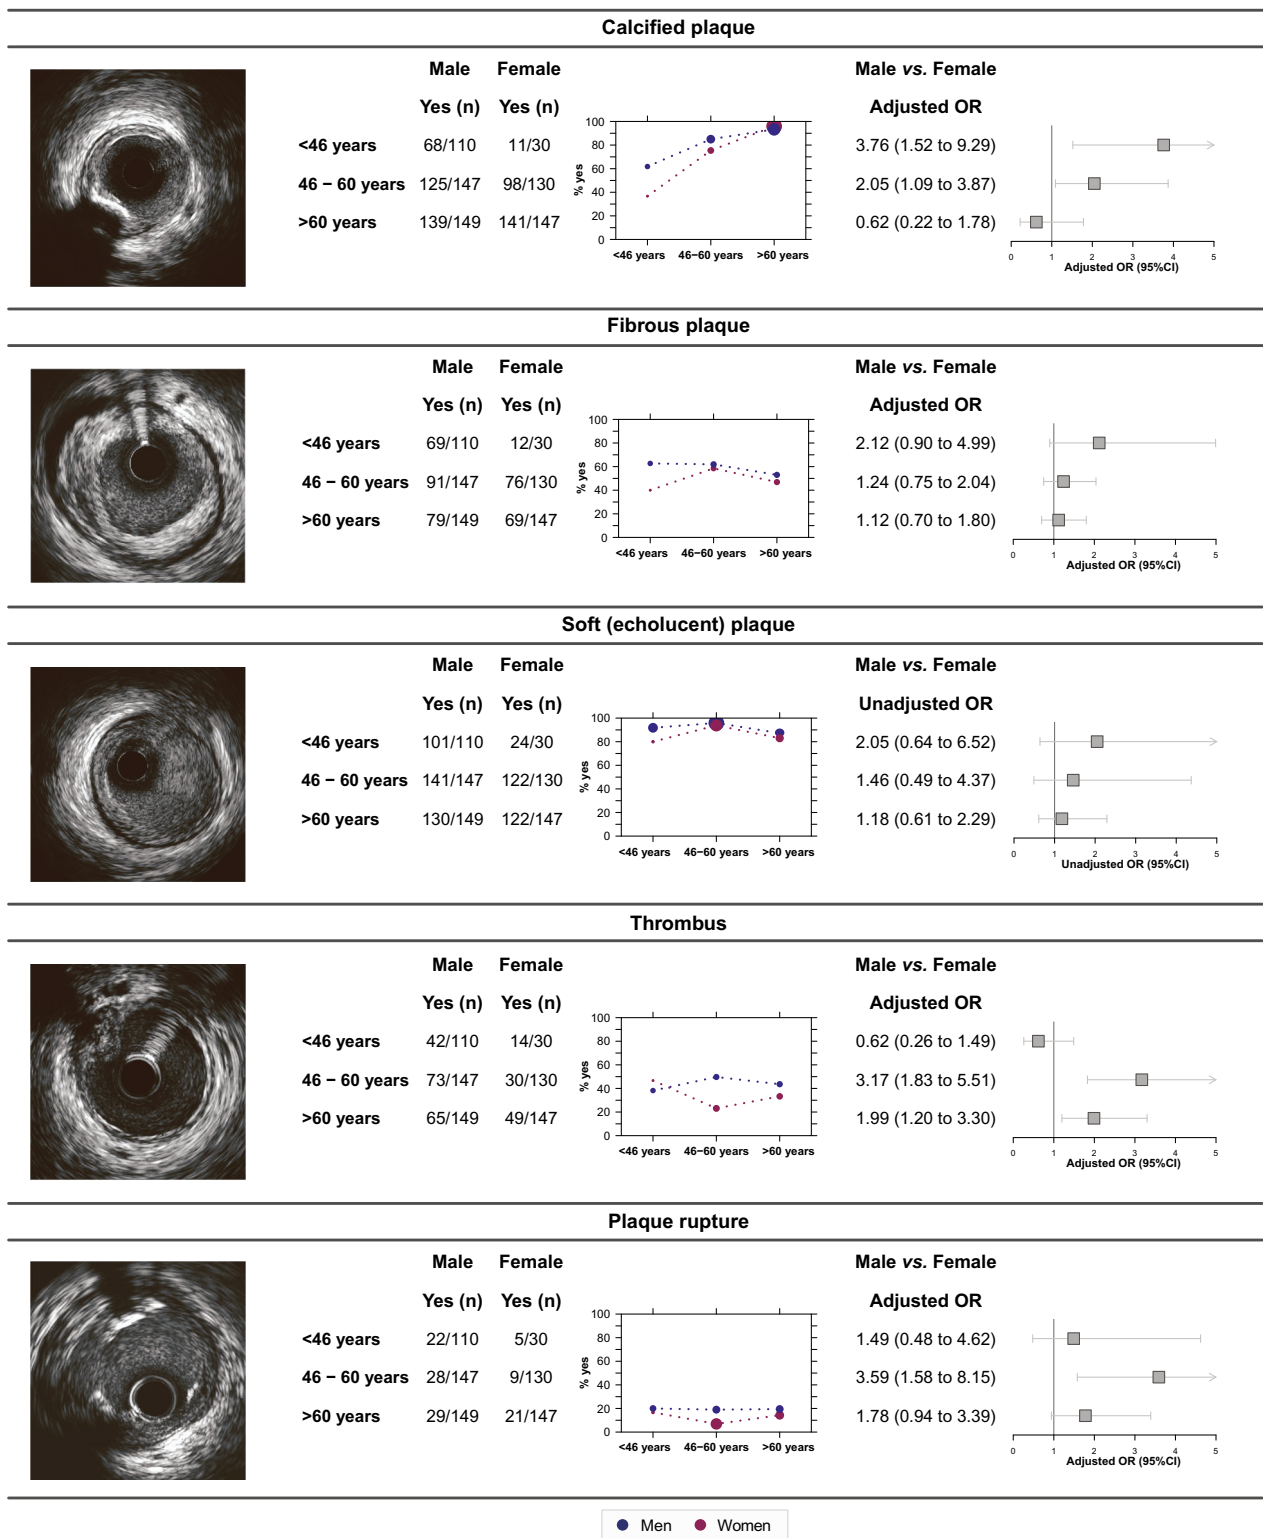 Calcified plaque
Male Female Male vs. Female
Yes (n) Yes (n) Adjusted OR
<46 years 68/110 11/30 3.76 (1.52 to 9.29)
46 − 60 years 125/147 98/130 2.05 (1.09 to 3.87)
>60 years 139/149 141/147 0.62 (0.22 to 1.78)
% yes
100
80
60
40
20
0
<46 years 46−60 years >60 years
0 1 2 3 4 5
Adjusted OR (95%CI)
Fibrous plaque
Male Female Male vs. Female
Yes (n) Yes (n) Adjusted OR
<46 years 69/110 12/30 2.12 (0.90 to 4.99)
46 − 60 years 91/147 76/130 1.24 (0.75 to 2.04)
>60 years 79/149 69/147 1.12 (0.70 to 1.80)
% yes
100
80
60
40
20
0
<46 years 46−60 years >60 years
0 1 2 3 4 5
Adjusted OR (95%CI)
Soft (echolucent) plaque
Male Female Male vs. Female
Yes (n) Yes (n) Unadjusted OR
<46 years 101/110 24/30 2.05 (0.64 to 6.52)
46 − 60 years 141/147 122/130 1.46 (0.49 to 4.37)
>60 years 130/149 122/147 1.18 (0.61 to 2.29)
% yes
100
80
60
40
20
0
<46 years 46−60 years >60 years
0 1 2 3 4 5
Unadjusted OR (95%CI)
Thrombus
Male Female Male vs. Female
Yes (n) Yes (n) Adjusted OR
<46 years 42/110 14/30 0.62 (0.26 to 1.49)
46 − 60 years 73/147 30/130 3.17 (1.83 to 5.51)
>60 years 65/149 49/147 1.99 (1.20 to 3.30)
% yes
100
80
60
40
20
0
<46 years 46−60 years >60 years
0 1 2 3 4 5
Adjusted OR (95%CI)
Plaque rupture
Male Female Male vs. Female
Yes (n) Yes (n) Adjusted OR
<46 years 22/110 5/30 1.49 (0.48 to 4.62)
46 − 60 years 28/147 9/130 3.59 (1.58 to 8.15)
>60 years 29/149 21/147 1.78 (0.94 to 3.39)
% yes
100
80
60
40
20
0
<46 years 46−60 years >60 years
0 1 2 3 4 5
Adjusted OR (95%CI)
Men Women